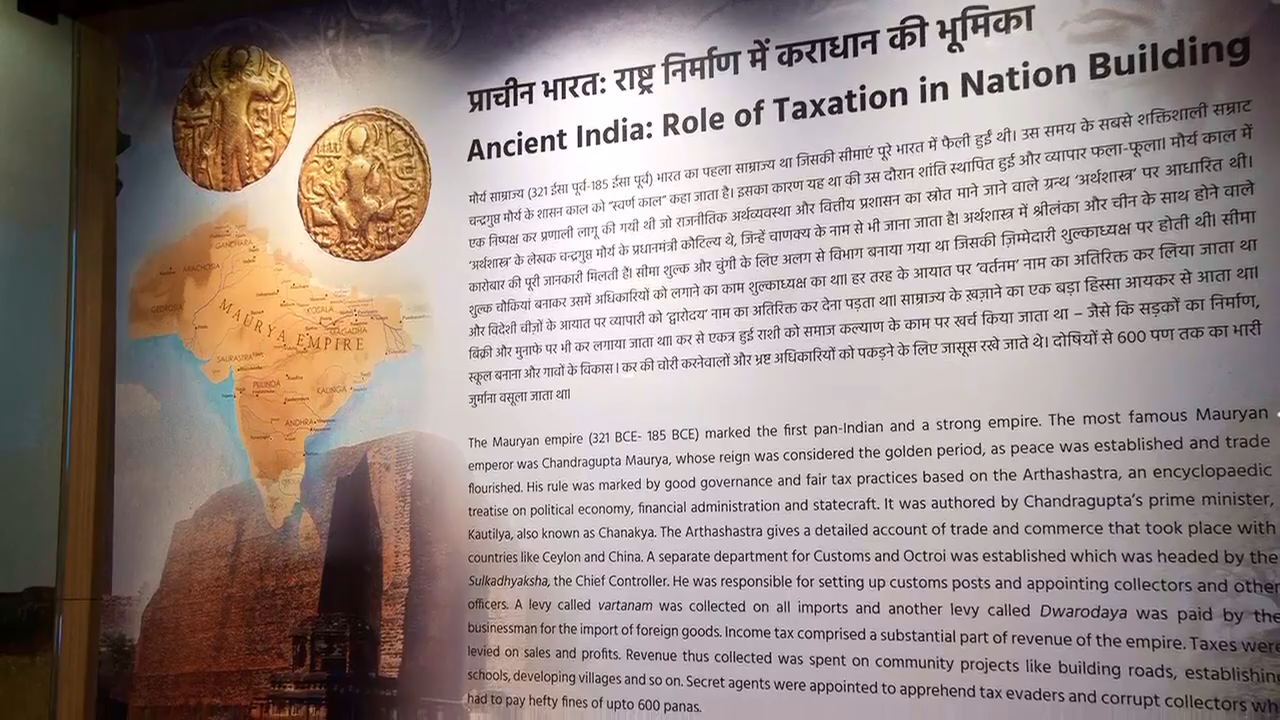 प्राचीन भारतः राष्ट्र निर्माण में कराधान की भूमिका
Ancient India: Role of Taxation in Nation Building
मौर्य साम्राज्य (321 ईसा पूर्व-185 ईसा पूर्व) भारत का पहला साम्राज्य था जिसकी सीमाएं पूरे भारत में फैली हुई थी। उस समय के सबसे शक्तिशाली सम्राट
चन्द्रगुप्त मौर्य के शासन काल को “स्वर्ण काल” कहा जाता है। इसका कारण यह था की उस दौरान शांति स्थापित हुई और व्यापार फला-फूला। मौर्य काल में
एक निष्पक्ष कर प्रणाली लागू की गयी थी जो राजनीतिक अर्थव्यवस्था और वित्तीय प्रशासन का स्रोत माने जाने वाले ग्रन्थ ‘अर्थशास्त्र’ पर आधारित थी।
‘अर्थशास्त्र’ के लेखक चन्द्रगुप्त मौर्य के प्रधानमंत्री कौटिल्य थे, जिन्हें चाणक्य के नाम से भी जाना जाता है। अर्थशास्त्र में श्रीलंका और चीन के साथ होने वाले
कारोबार की पूरी जानकारी मिलती है। सीमा शुल्क और चुंगी के लिए अलग से विभाग बनाया गया था जिसकी ज़िम्मेदारी शुल्काध्यक्ष पर होती थी। सीमा
शुल्क चौकियां बनाकर उसमें अधिकारियों को लगाने का काम शुल्काध्यक्ष का था। हर तरह के आयात पर ‘वर्तनम’ नाम का अतिरिक्त कर लिया जाता था
और विदेशी चीज़ों के आयात पर व्यापारी को ‘द्वारोदय’ नाम का अतिरिक्त कर देना पड़ता था। साम्राज्य के खज़ाने का एक बड़ा हिस्सा आयकर से आता था।
बिक्री और मुनाफे पर भी कर लगाया जाता था। कर से एकत्र हुई राशी को समाज कल्याण के काम पर खर्च किया जाता था – जैसे कि सड़कों का निर्माण,
स्कूल बनाना और गावों के विकास । कर की चोरी करनेवालों और भ्रष्ट अधिकारियों को पकड़ने के लिए जासूस रखे जाते थे। दोषियों से 600 पण तक का भारी
जुर्माना वसूला जाता था।
The Mauryan empire (321 BCE- 185 BCE) marked the first pan-Indian and a strong empire. The most famous Mauryan
emperor was Chandragupta Maurya, whose reign was considered the golden period, as peace was established and trade
flourished. His rule was marked by good governance and fair tax practices based on the Arthashastra, an encyclopaedic
treatise on political economy, financial administration and statecraft. It was authored by Chandragupta’s prime minister,
Kautilya, also known as Chanakya. The Arthashastra gives a detailed account of trade and commerce that took place with
countries like Ceylon and China. A separate department for Customs and Octroi was established which was headed by the
Sulkadhyaksha, the Chief Controller. He was responsible for setting up customs posts and appointing collectors and other
officers. A levy called vartanam was collected on all imports and another levy called Dwarodaya was paid by the
businessman for the import of foreign goods. Income tax comprised a substantial part of revenue of the empire. Taxes were
levied on sales and profits. Revenue thus collected was spent on community projects like building roads, establishin
schools, developing villages and so on. Secret agents were appointed to apprehend tax evaders and corrupt collectors wh
had to pay hefty fines of upto 600 panas.
GANDHARA
ARACHOSIA
GEDROSIA
MAURYA EMPIRE
KOZALA
MAGADHA
SAURASTRA
PULINDA
KALINGA
ANDHRA